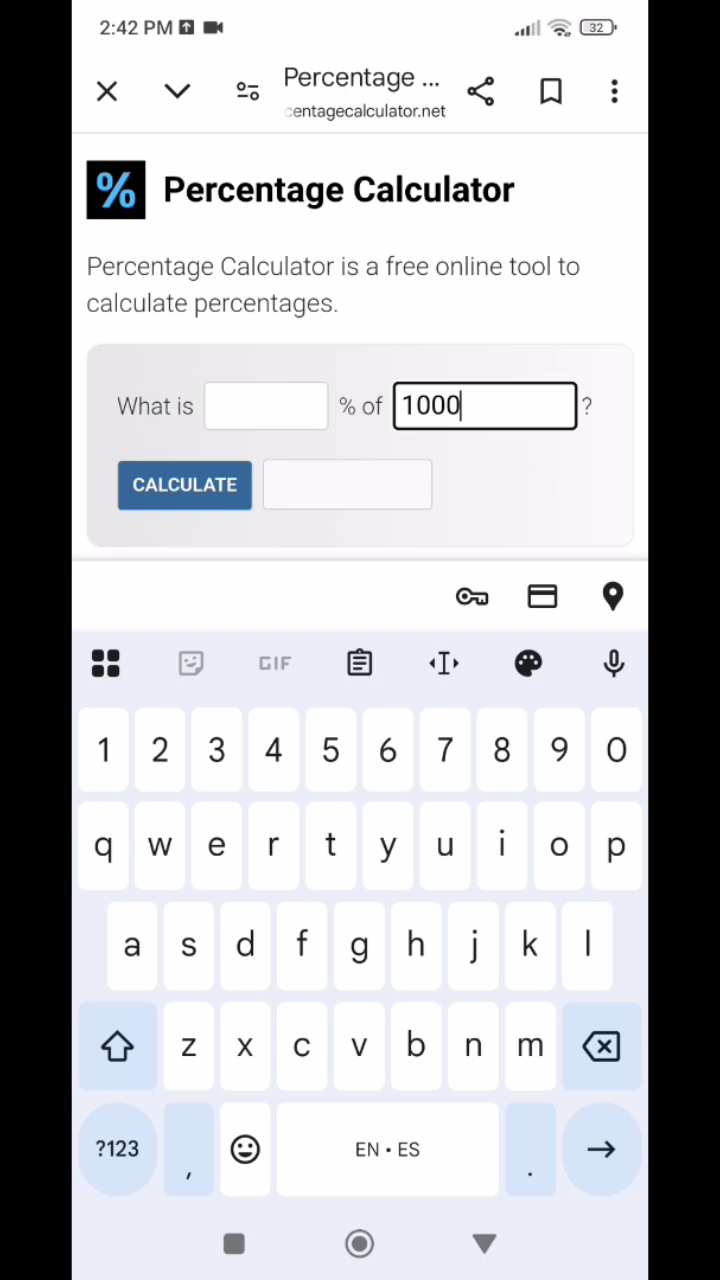 2:42 PM 32
Percentage ...
centagecalculator.net
% Percentage Calculator
Percentage Calculator is a free online tool to
calculate percentages.
What is % of 1000 ?
CALCULATE
GIF
1 2 3 4 5 6 7 8 9 0
q w e r t y u i o p
a s d f g h j k l
z x c v b n m
?123 , EN • ES .